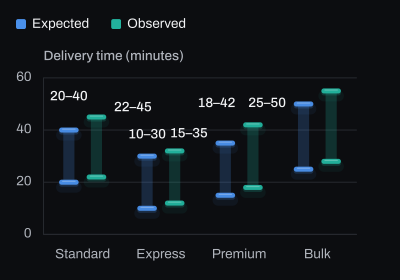 Expected Observed
Delivery time (minutes)
60
20–40
22–45
18–42 25–50
40
10–30 15–35
20
0
Standard Express Premium Bulk